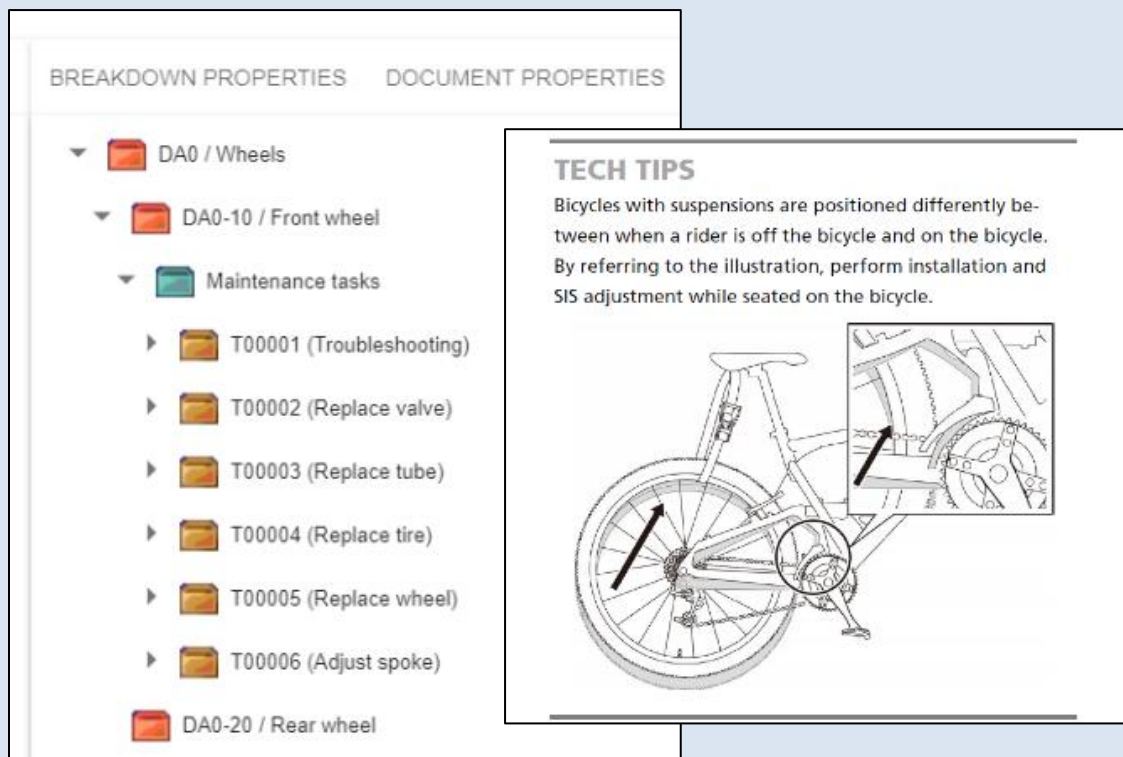 BREAKDOWN PROPERTIES DOCUMENT PROPERTIES
DA0 / Wheels
DA0-10 / Front wheel
Maintenance tasks
T00001 (Troubleshooting)
T00002 (Replace valve)
T00003 (Replace tube)
T00004 (Replace tire)
T00005 (Replace wheel)
T00006 (Adjust spoke)
DA0-20 / Rear wheel
TECH TIPS
Bicycles with suspensions are positioned differently be-
tween when a rider is off the bicycle and on the bicycle.
By referring to the illustration, perform installation and
SIS adjustment while seated on the bicycle.